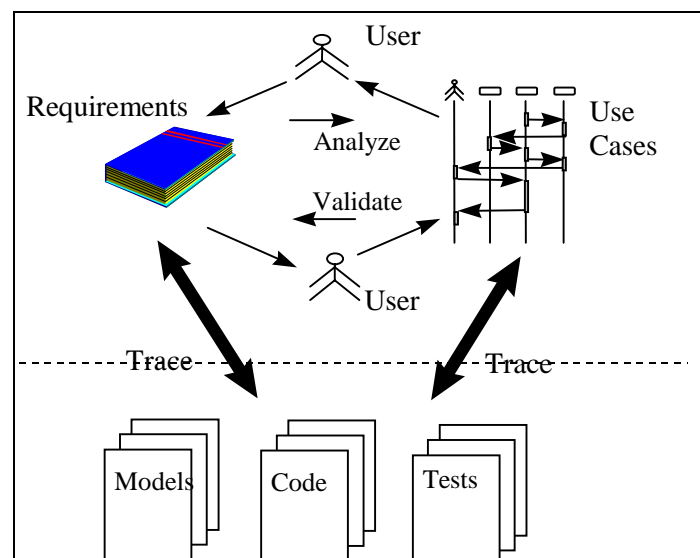 User
Requirements
Use
Cases
Analyze
Validate
User
Trace
Trace
Models
Code
Tests